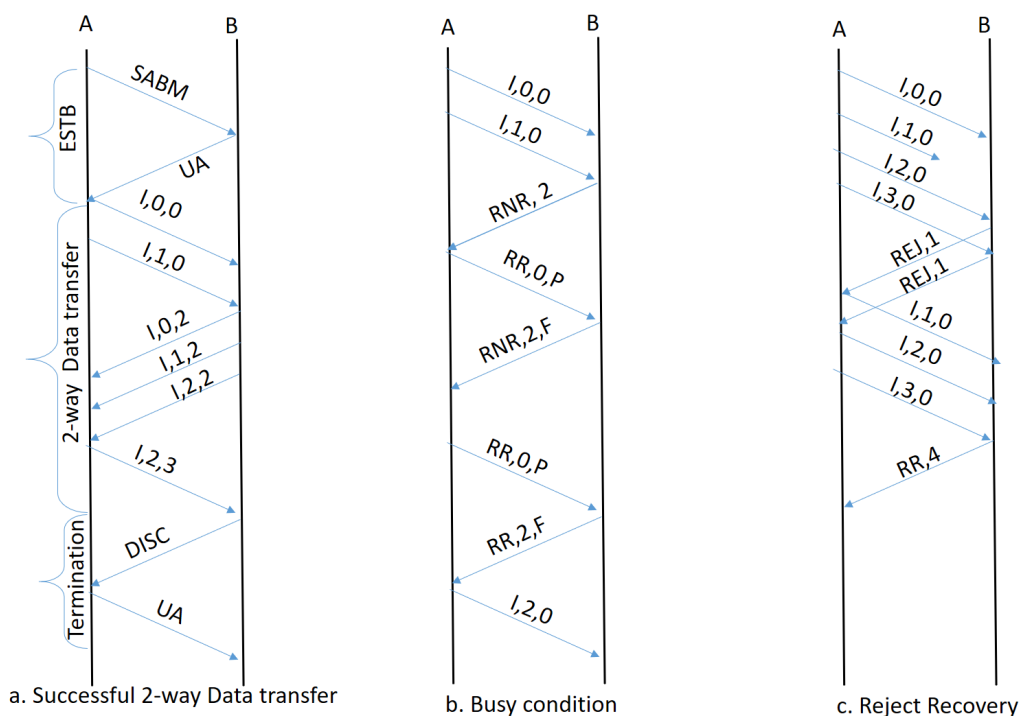 A
B
SABM
ESTB
UA
I,0,0
I,1,0
2-way Data transfer
I,0,2
I,1,2
I,2,2
I,2,3
Termination
DISC
UA
a. Successful 2-way Data transfer
A
B
I,0,0
I,1,0
RNR, 2
RR,0,P
RNR,2,F
RR,0,P
RR,2,F
I,2,0
b. Busy condition
A
B
I,0,0
I,1,0
I,2,0
I,3,0
REJ,1
REJ,1
I,1,0
I,2,0
I,3,0
RR,4
c. Reject Recovery